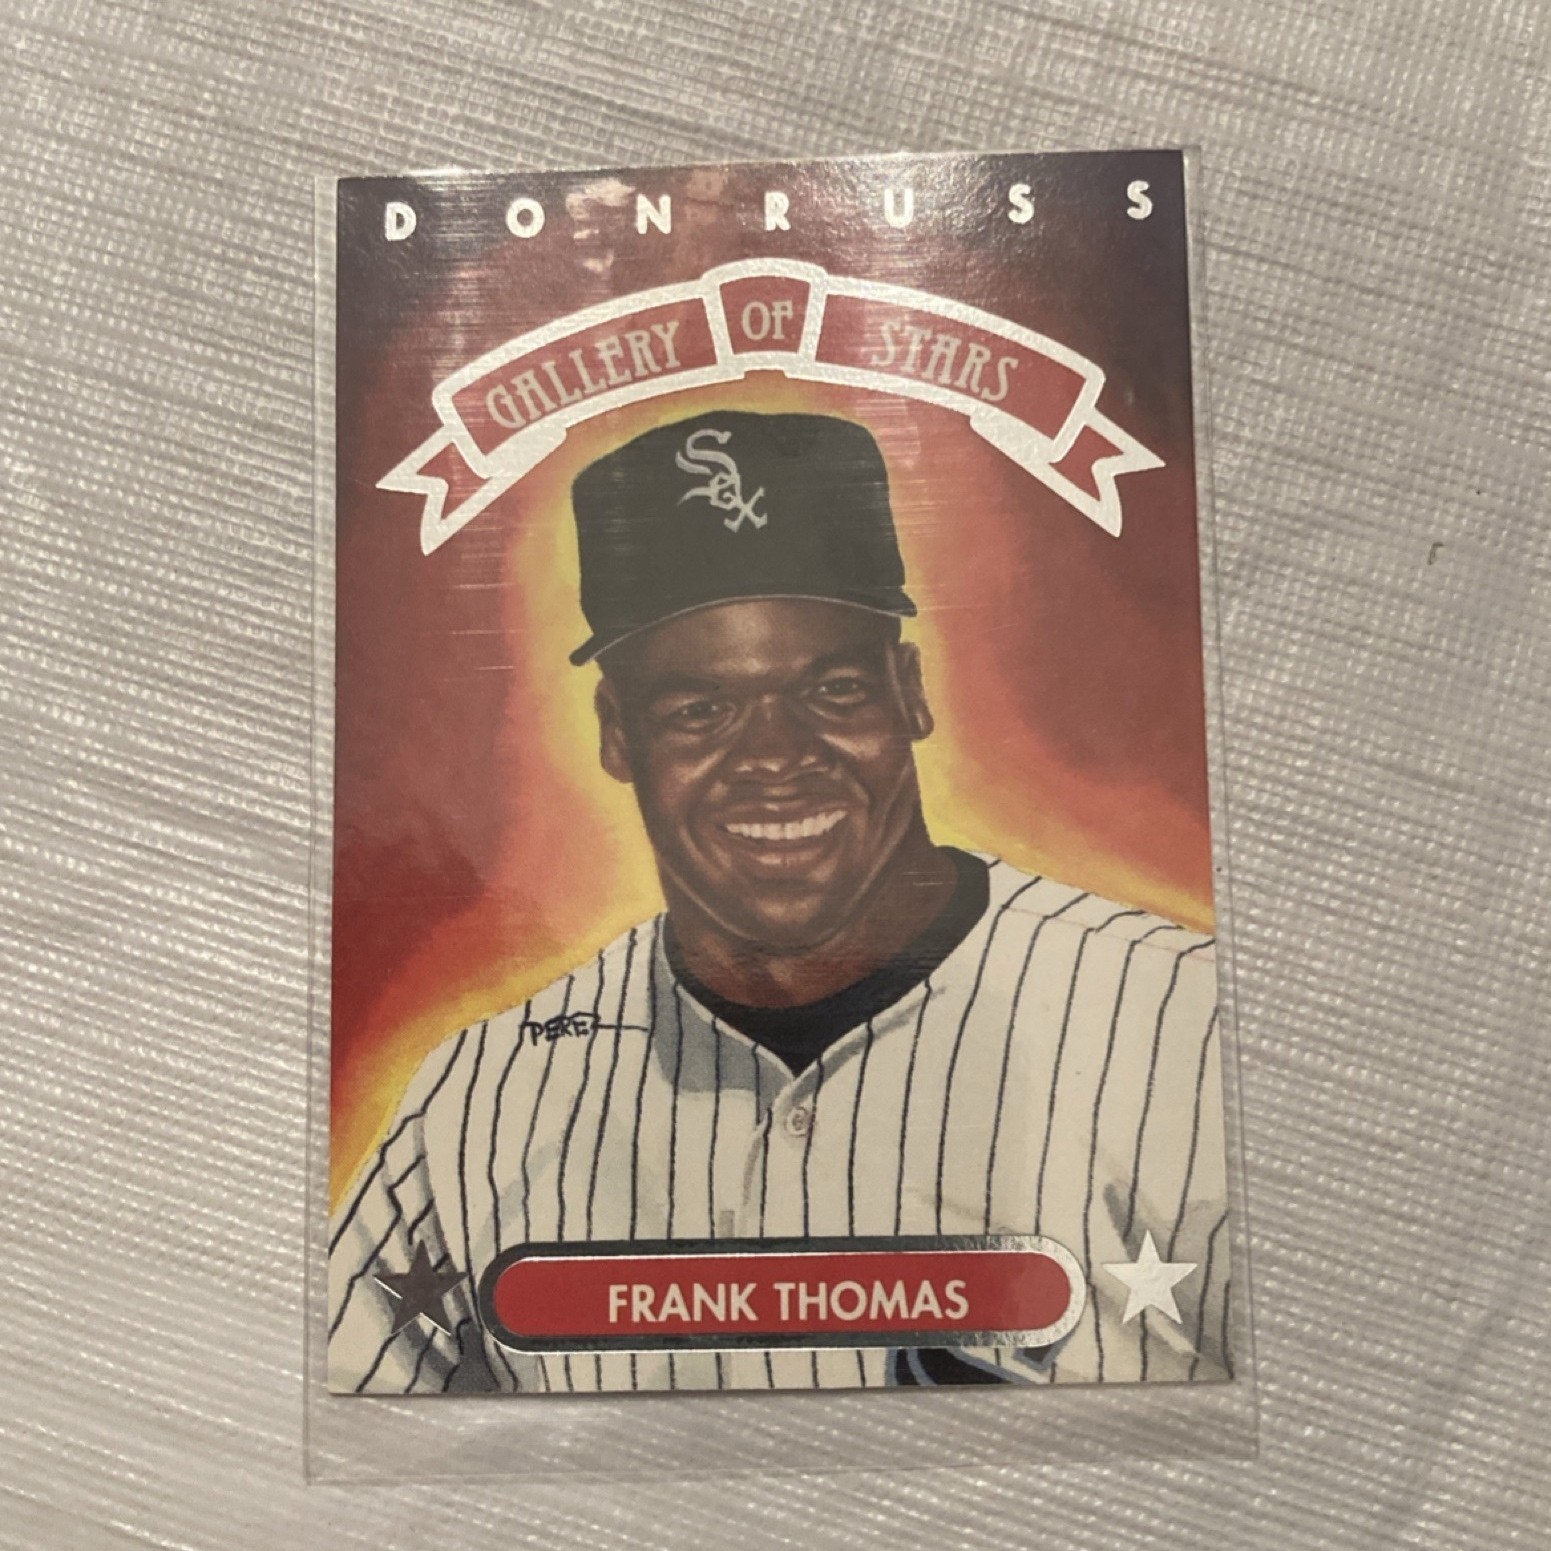 DONRUSS
GALLERY OF STARS
Sox
PEREZ
FRANK THOMAS